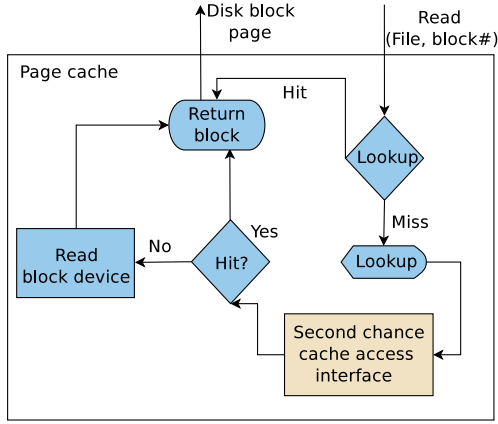 Disk block
page
Read
(File, block#)
Page cache
Hit
Return
block
Lookup
Miss
Yes
No
Hit?
Read
block device
Lookup
Second chance
cache access
interface